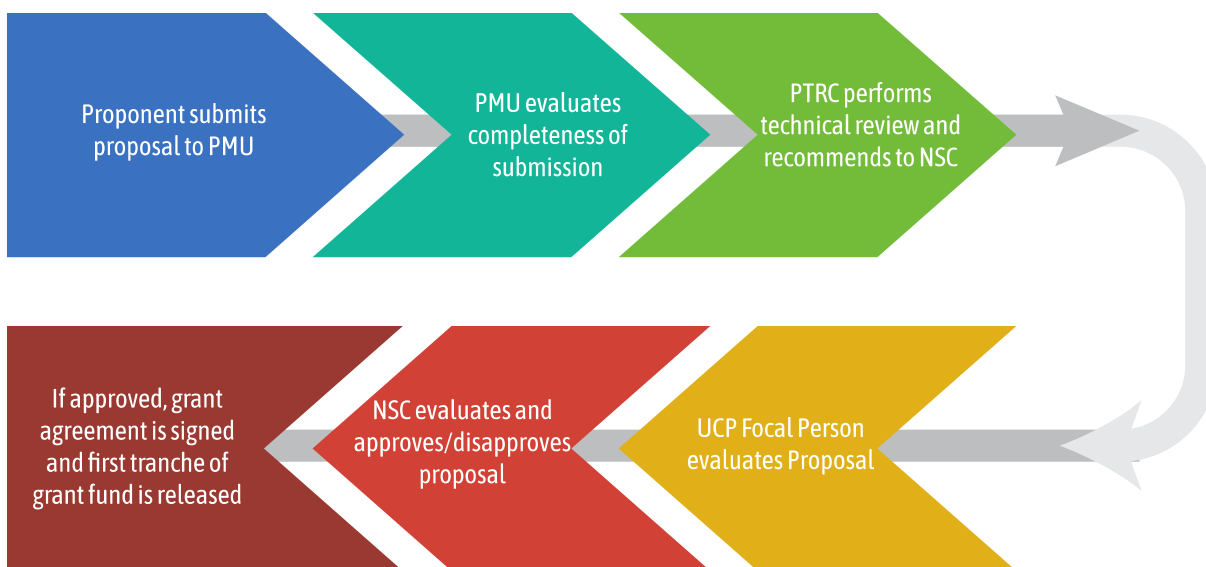 Proponent submits
proposal to PMU
PMU evaluates
completeness of
submission
PTRC performs
technical review and
recommends to NSC
UCP Focal Person
evaluates Proposal
NSC evaluates and
approves/disapproves
proposal
If approved, grant
agreement is signed
and first tranche of
grant fund is released